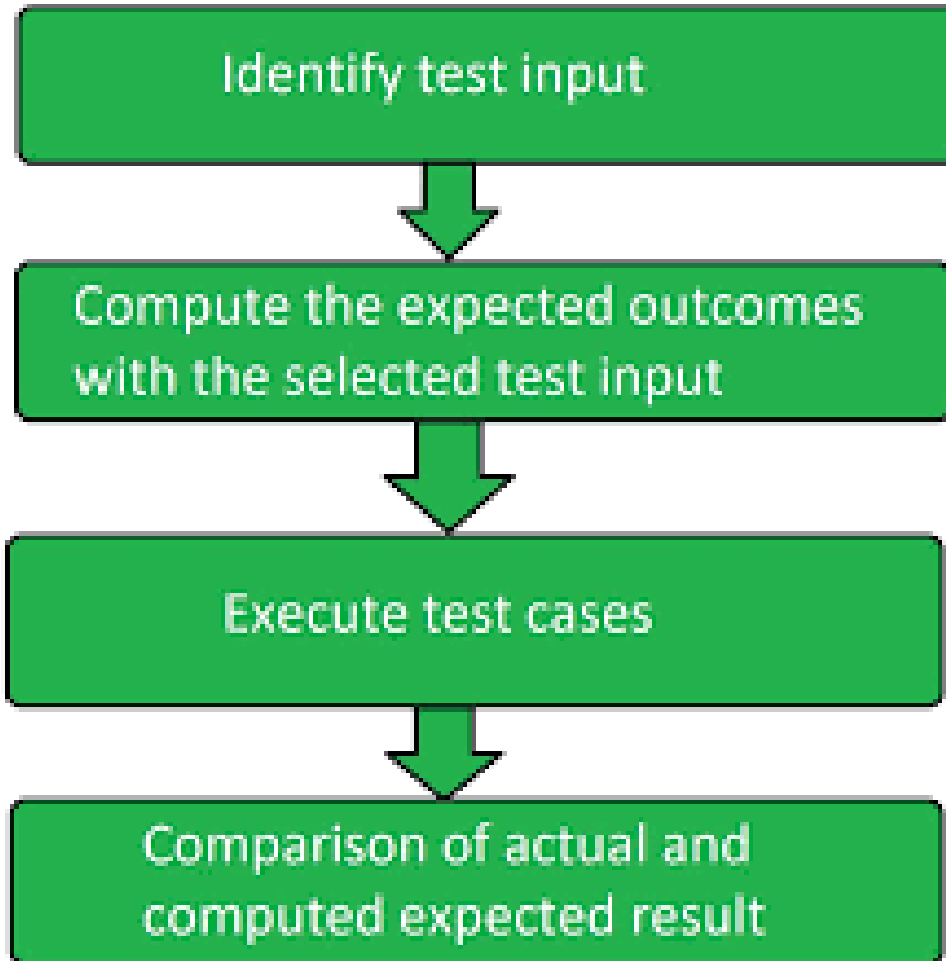 Identify test input
Compute the expected outcomes
with the selected test input
Execute test cases
Comparison of actual and
computed expected result